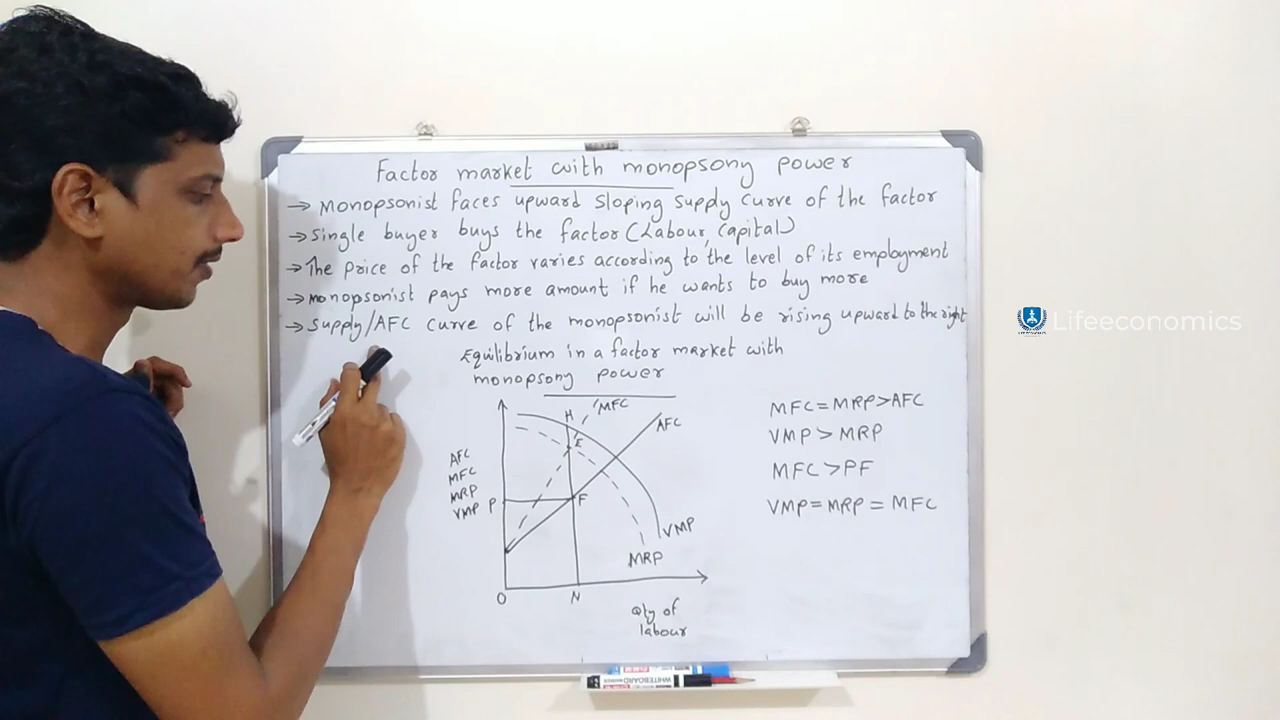 Factor market with monopsony power
→ Monopsonist faces upward sloping supply curve of the factor
→ Single buyer buys the factor (Labour, Capital)
→ The price of the factor varies according to the level of its employment
→ monopsonist pays more amount if he wants to buy more
→ Supply/AFC curve of the monopsonist will be rising upward to the right
Equilibrium in a factor market with
monopsony power
AFC
MFC
MRP
VMP
P
H
MFC
E
AFC
F
VMP
MRP
O
N
Qty of
labour
MFC = MRP > AFC
VMP > MRP
MFC > PF
VMP = MRP = MFC
Lifeeconomics
WHITEBOARD